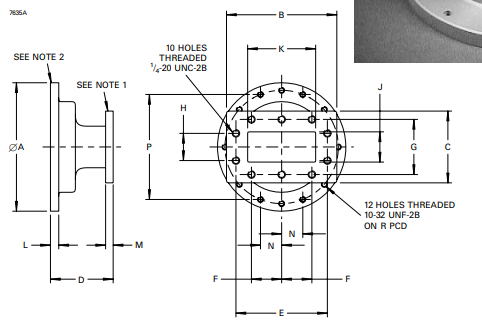 7635A
B
SEE NOTE 2
10 HOLES
THREADED
1/4-20 UNC-2B
K
SEE NOTE 1
J
H
ØA
P
G
C
12 HOLES THREADED
10-32 UNF-2B
ON R PCD
L
M
N
N
D
F
F
E